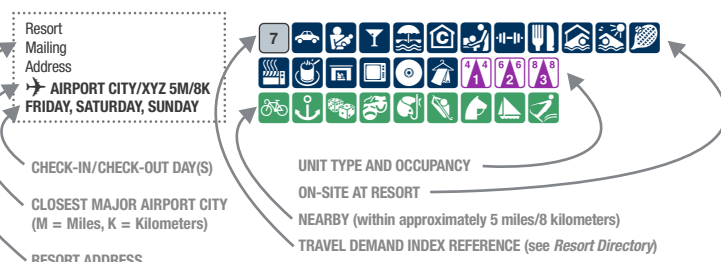 Resort
Mailing
Address
AIRPORT CITY/XYZ 5M/8K
FRIDAY, SATURDAY, SUNDAY
7
C
4 4
1
6 6
2
8 8
3
CHECK-IN/CHECK-OUT DAY(S)
CLOSEST MAJOR AIRPORT CITY
(M = Miles, K = Kilometers)
RESORT ADDRESS
UNIT TYPE AND OCCUPANCY
ON-SITE AT RESORT
NEARBY (within approximately 5 miles/8 kilometers)
TRAVEL DEMAND INDEX REFERENCE (see Resort Directory)